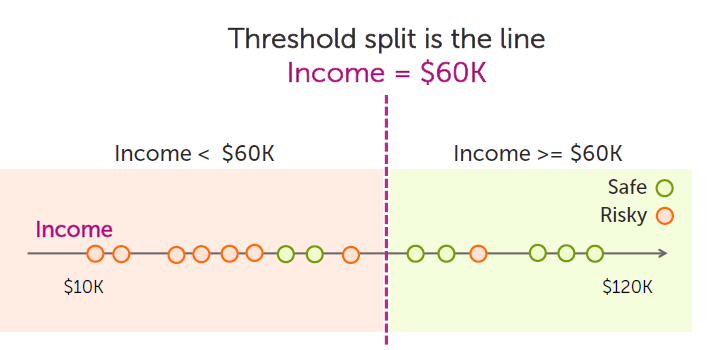 Threshold split is the line
Income = $60K
Income < $60K
Income >= $60K
Safe
Risky
Income
$10K
$120K